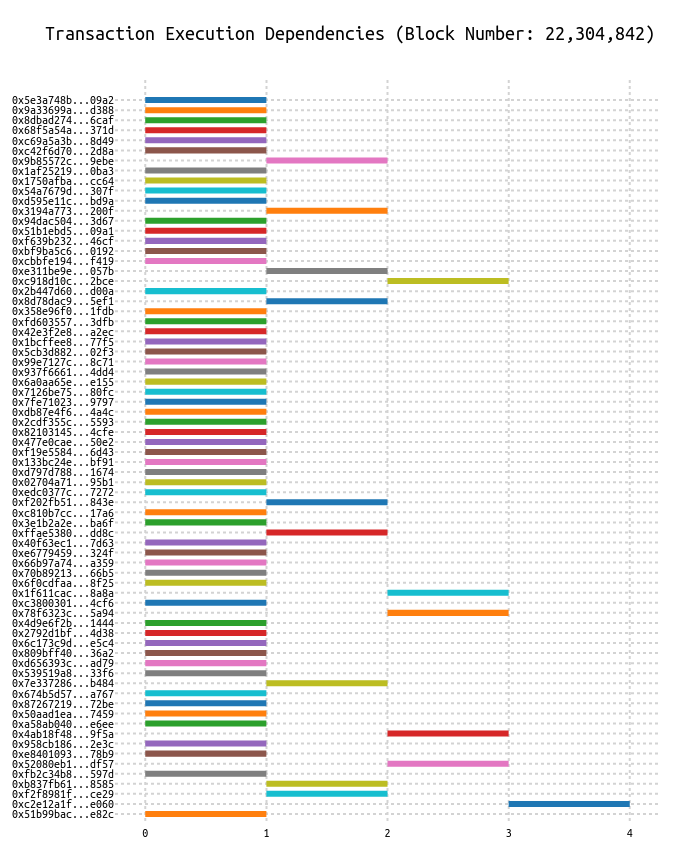 Transaction Execution Dependencies (Block Number: 22,304,842)
0x5e3a748b...09a2
0x9a33699a...d388
0x8dbad274...6caf
0x68f5a54a...371d
0xc69a5a3b...8d49
0xc42f6d70...2d8a
0x9b85572c...9ebe
0x1af25219...0ba3
0x1750afba...cc64
0x54a7679d...307f
0xd595e11c...bd9a
0x3194a773...200f
0x94dac504...3d67
0x51b1ebd5...09a1
0xf639b232...46cf
0xbf9ba5c6...0192
0xcbbfe194...f419
0xe311be9e...057b
0xc918d10c...2bce
0x2b447d60...d00a
0x8d78dac9...5ef1
0x358e96f0...1fdb
0xfd603557...3dfb
0x42e3f2e8...a2ec
0x1bcffee8...77f5
0x5cb3d882...02f3
0x99e7127c...8c71
0x937f6661...4dd4
0x6a0aa65e...e155
0x7126be75...80fc
0x7fe71023...9797
0xdb87e4f6...4a4c
0x2cdf355c...5593
0x82103145...4cfe
0x477e0cae...50e2
0xf19e5584...6d43
0x133bc24e...bf91
0xd797d788...1674
0x02704a71...95b1
0xedc0377c...7272
0xf202fb51...843e
0xc810b7cc...17a6
0x3e1b2a2e...ba6f
0xffae5380...dd8c
0x40f63ec1...7d63
0xe6779459...324f
0x66b97a74...a359
0x70b89213...66b5
0x6f0cdfaa...8f25
0x1f611cac...8a8a
0xc3800301...4cf6
0x78f6323c...5a94
0x4d9e6f2b...1444
0x2792d1bf...4d38
0x6c173c9d...e5c4
0x809bff40...36a2
0xd656393c...ad79
0x539519a8...33f6
0x7e337286...b484
0x674b5d57...a767
0x87267219...72be
0x50aad1ea...7459
0xa58ab040...e6ee
0x4ab18f48...9f5a
0x958cb186...2e3c
0xe8401093...78b9
0x52080eb1...df57
0xfb2c34b8...597d
0xb837fb61...8585
0xf2f8981f...ce29
0xc2e12a1f...e060
0x51b99bac...e82c
0 1 2 3 4